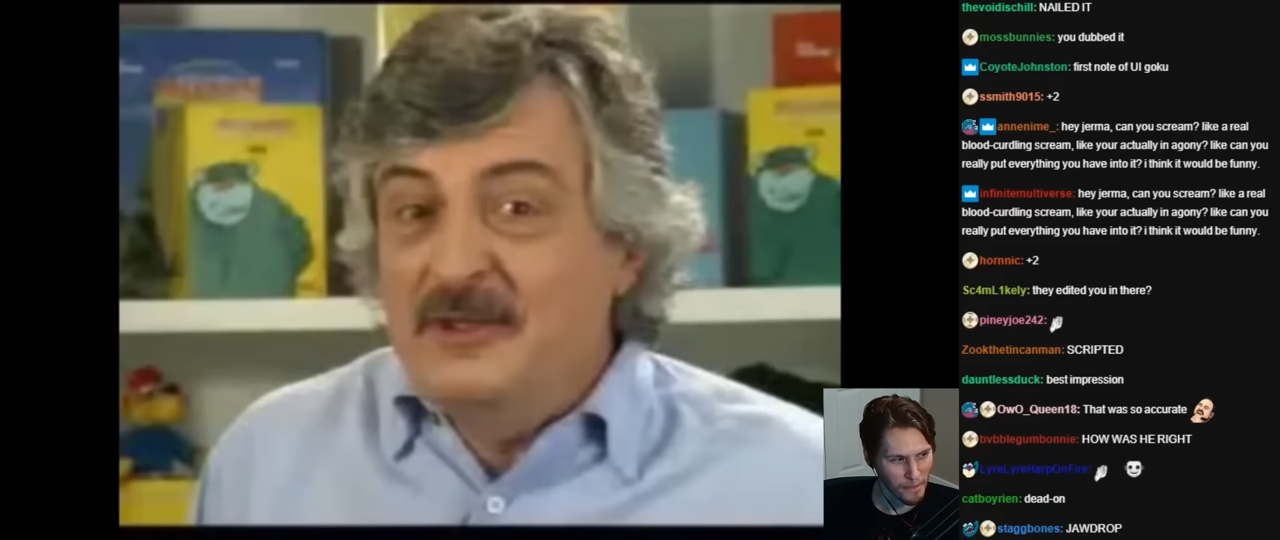 thevoidischill: NAILED IT
mossbunnies: you dubbed it
CoyoteJohnston: first note of UI goku
ssmith9015: +2
annenime_: hey jerma, can you scream? like a real
blood-curdling scream, like your actually in agony? like can you
really put everything you have into it? i think it would be funny.
infinitemultiverse: hey jerma, can you scream? like a real
blood-curdling scream, like your actually in agony? like can you
really put everything you have into it? i think it would be funny.
hornnic: +2
Sc4mL1kely: they edited you in there?
pineyjoe242:
Zookthetincanman: SCRIPTED
dauntlessduck: best impression
OwO_Queen18: That was so accurate
bvbblegumbonnie: HOW WAS HE RIGHT
LyreLyreHarpOnFire:
catboyrien: dead-on
staggbones: JAWDROP